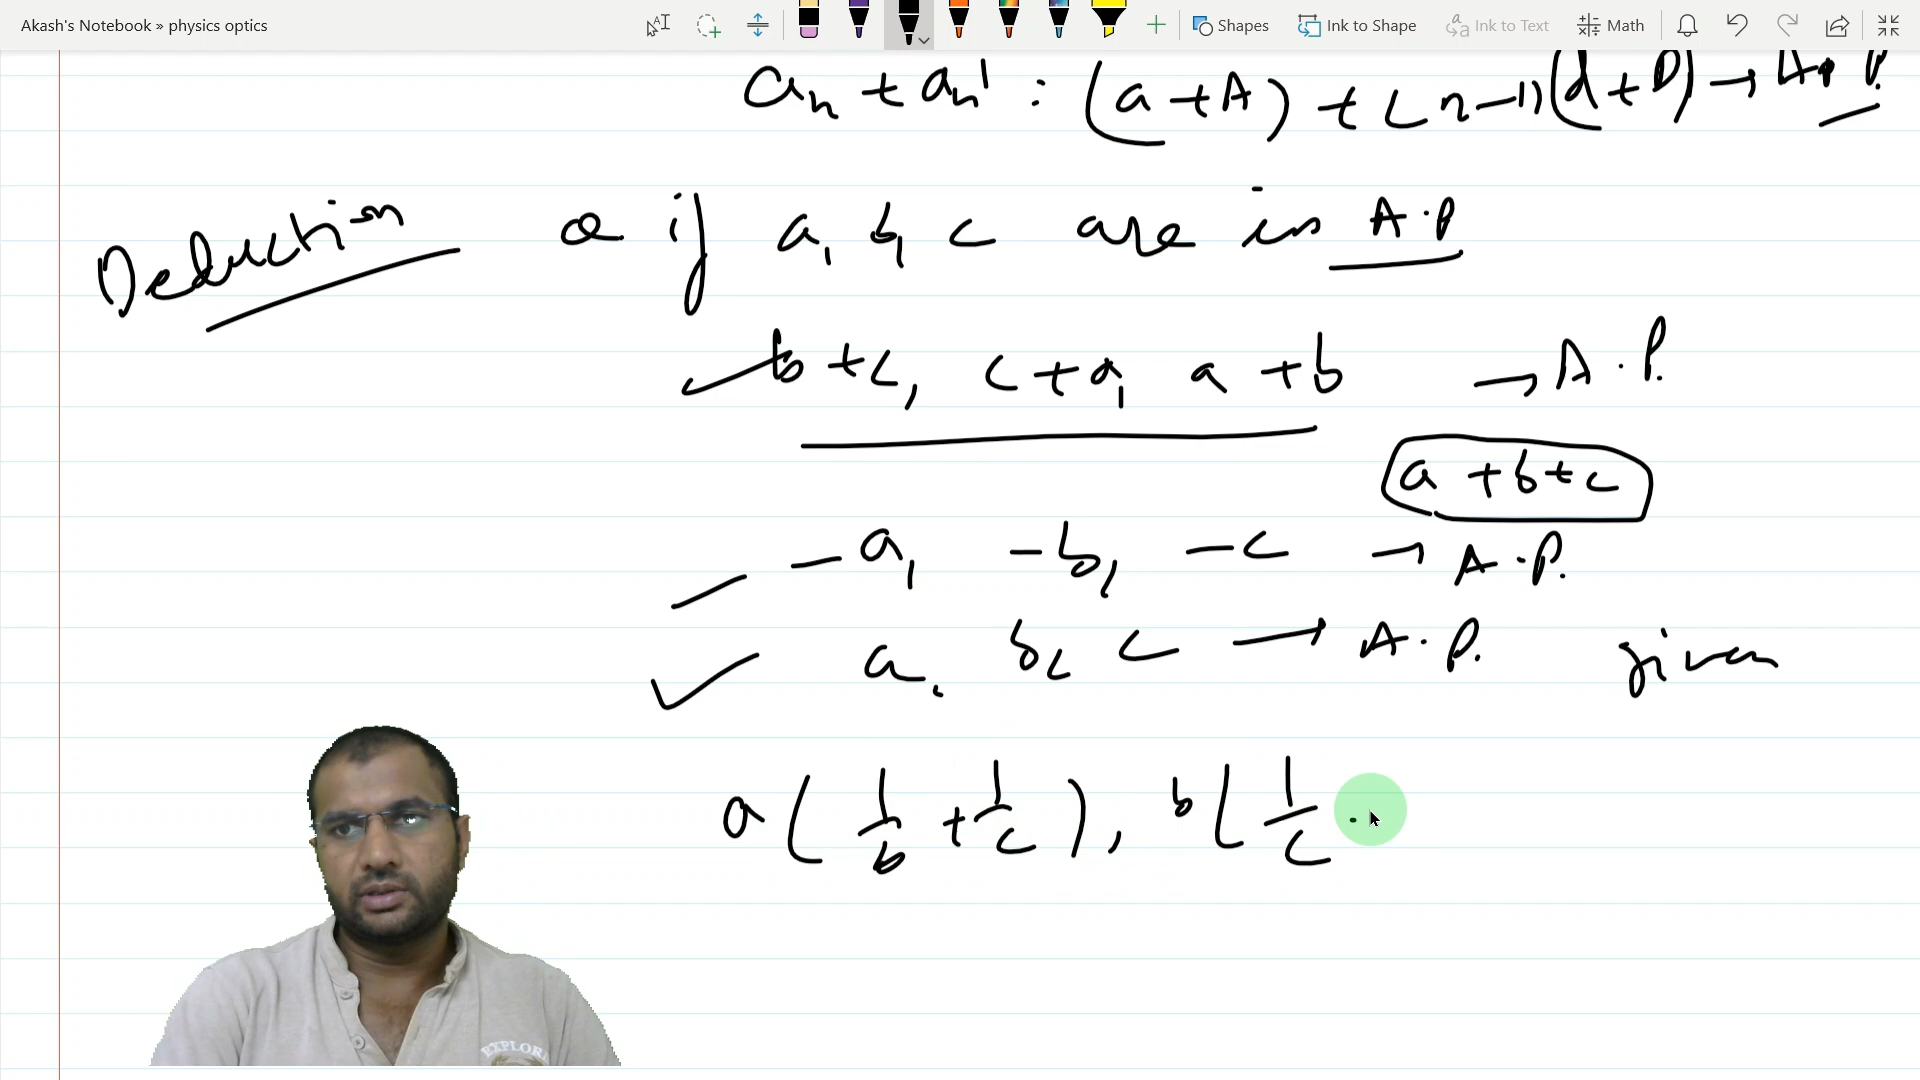 Akash's Notebook » physics optics
Shapes Ink to Shape Ink to Text Math
aₙ + aₙ' : (a + A) + (n-1)(d+D) → A.P.
Deduction if a, b, c are in A.P
b + c, c + a, a + b → A.P.
a + b + c
- a, - b, - c → A.P.
a, b, c → A.P. given
a ( 1/b + 1/c ), b ( 1/c
EXPLOR